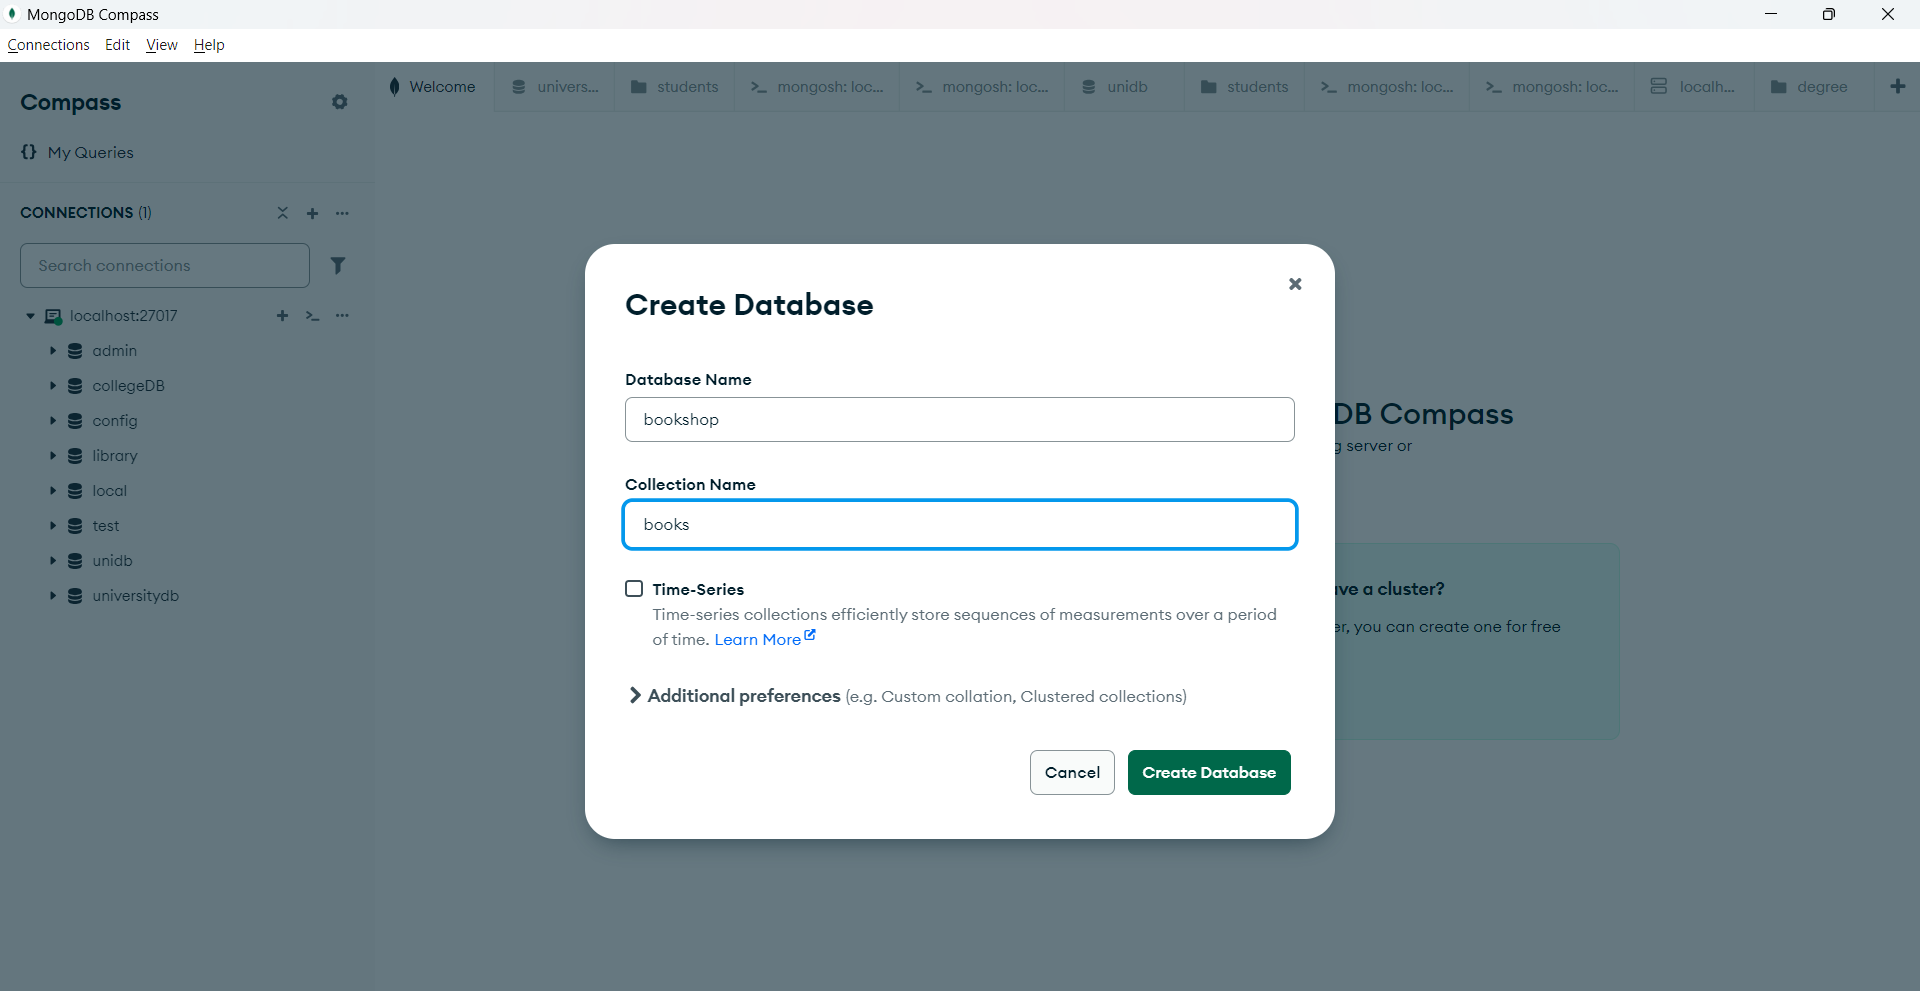 MongoDB Compass
Connections Edit View Help
Compass
Welcome univers... students mongosh: loc... mongosh: loc... unidb students mongosh: loc... mongosh: loc... localh... degree
{} My Queries
CONNECTIONS (1)
Search connections
localhost:27017
admin
collegeDB
config
library
local
test
unidb
universitydb
Create Database
Database Name
bookshop
Collection Name
books
Time-Series
Time-series collections efficiently store sequences of measurements over a period
of time. Learn More
Additional preferences (e.g. Custom collation, Clustered collections)
Cancel Create Database
DB Compass
server or
ve a cluster?
er, you can create one for free